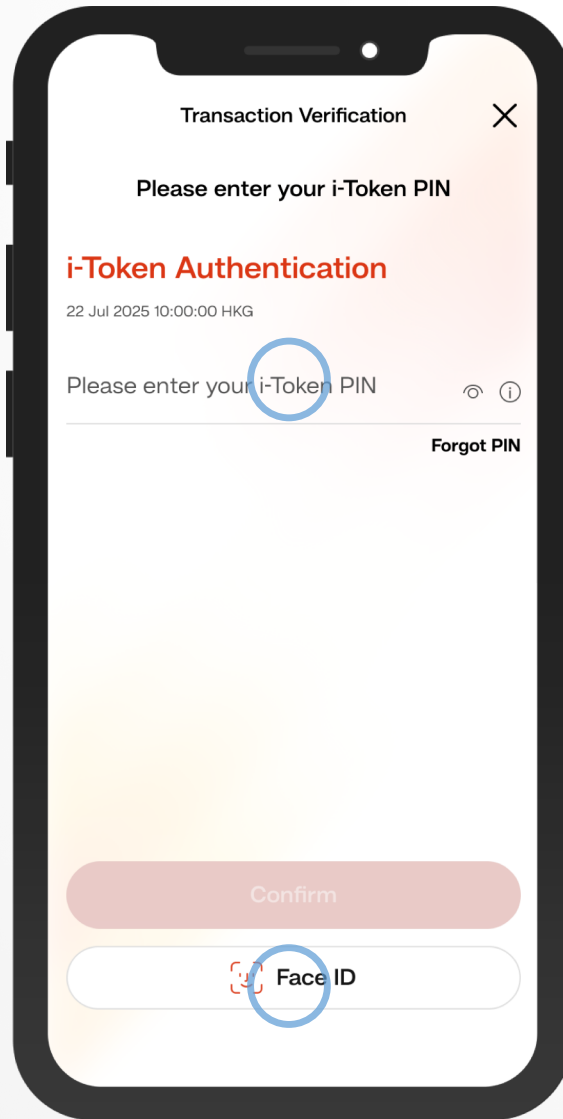 Transaction Verification
Please enter your i-Token PIN
i-Token Authentication
22 Jul 2025 10:00:00 HKG
Please enter your i-Token PIN
Forgot PIN
Confirm
Face ID